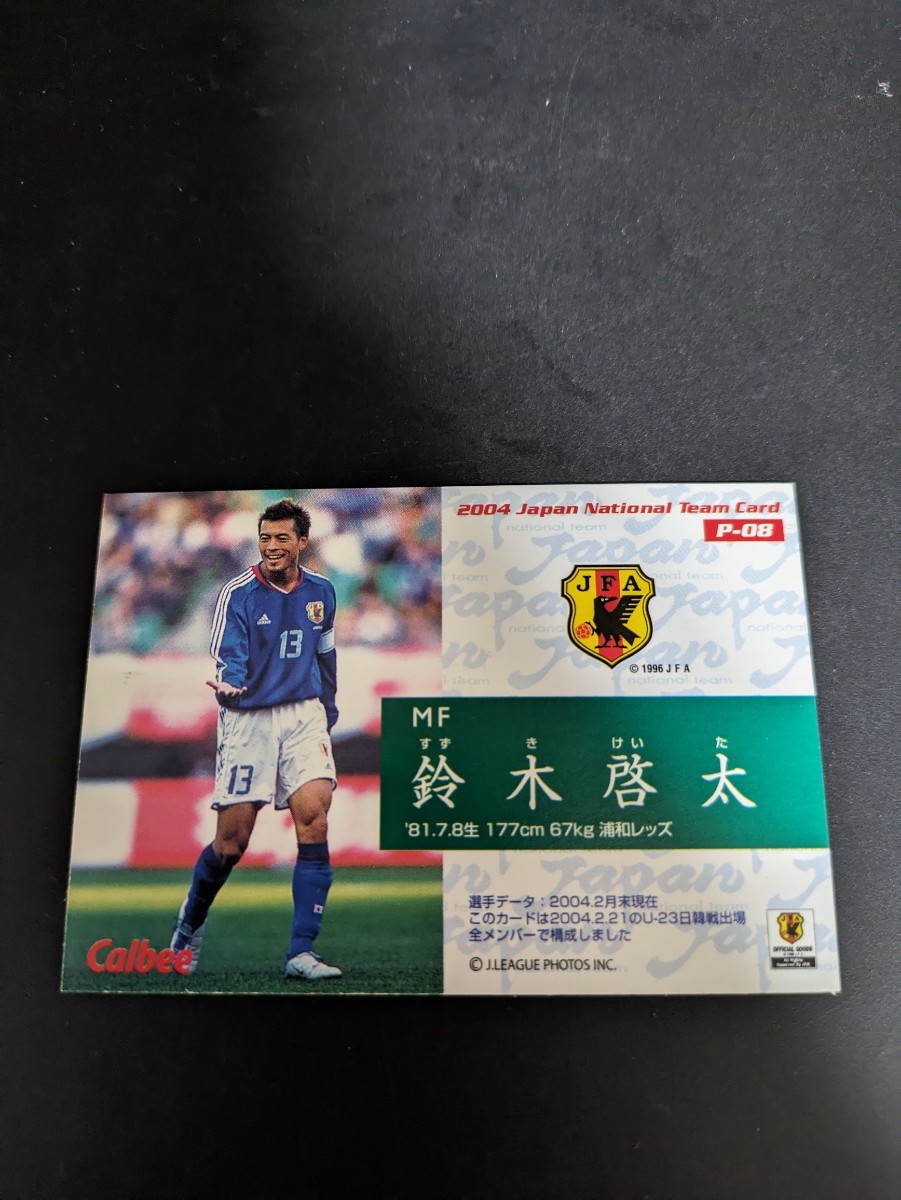 2004 Japan National Team Card
P-08
JFA
© 1996 J F A
MF
すず き けい た
鈴木啓太
'81.7.8生 177cm 67kg 浦和レッズ
選手データ：2004.2月末現在
このカードは2004.2.21のU-23日韓戦出場
全メンバーで構成しました
© J.LEAGUE PHOTOS INC.
OFFICIAL GOODS
13
13
Calbee